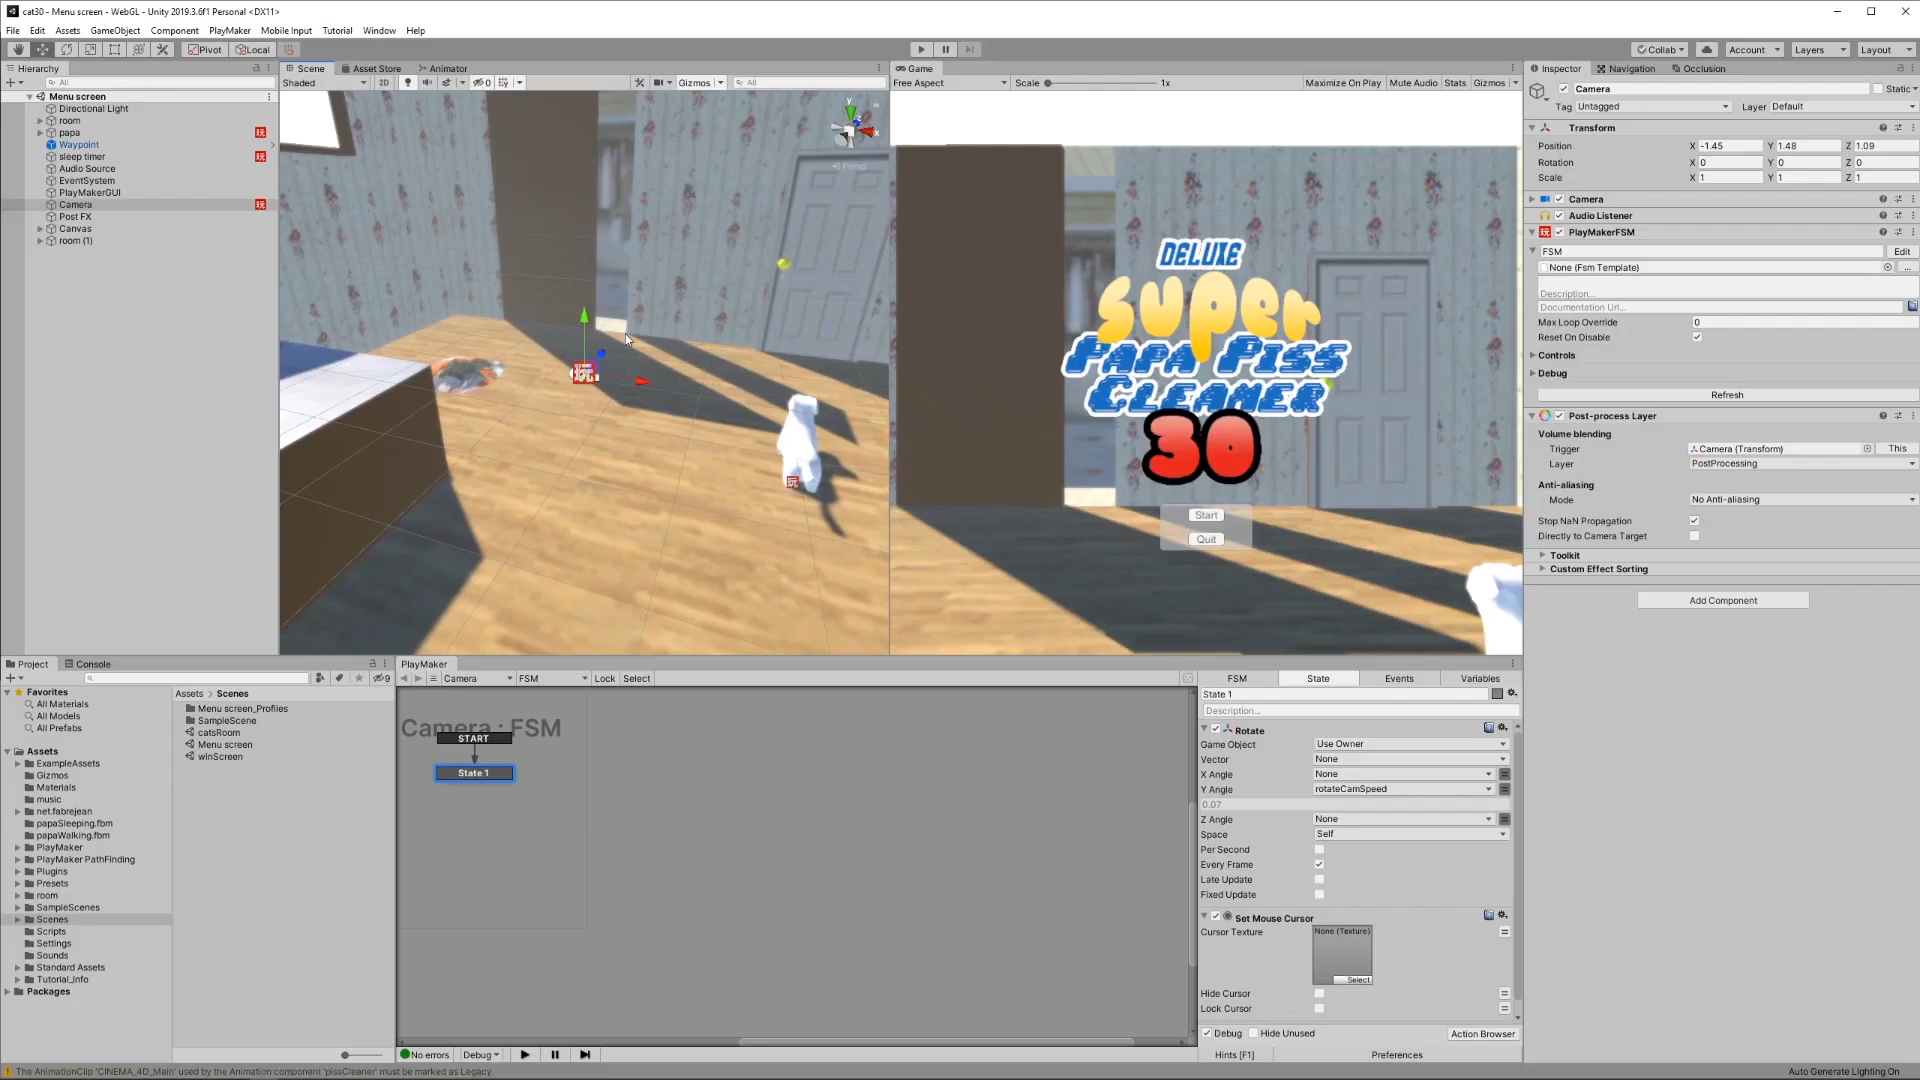 cat30 - Menu screen - WebGL - Unity 2019.3.6f1 Personal <DX11>
File Edit Assets GameObject Component PlayMaker Mobile Input Tutorial Window Help
Pivot Local
Collab Account Layers Layout
Hierarchy
All
Menu screen
Directional Light
room
papa
Waypoint
sleep timer
Audio Source
EventSystem
PlayMakerGUI
Camera
Post FX
Canvas
room (1)
Scene Asset Store Animator
Shaded 2D 0 Gizmos All
y
x
z
Persp
Game
Free Aspect Scale 1x Maximize On Play Mute Audio Stats Gizmos
DELUXE
super
PAPA PISS
CLEANER
30
Start
Quit
Inspector Navigation Occlusion
Camera Static
Tag Untagged Layer Default
Transform
Position X -1.45 Y 1.48 Z 1.09
Rotation X 0 Y 0 Z 0
Scale X 1 Y 1 Z 1
Camera
Audio Listener
PlayMakerFSM
FSM Edit
None (Fsm Template) ...
Description...
Documentation Url...
Max Loop Override 0
Reset On Disable
Controls
Debug
Refresh
Post-process Layer
Volume blending
Trigger Camera (Transform) This
Layer PostProcessing
Anti-aliasing
Mode No Anti-aliasing
Stop NaN Propagation
Directly to Camera Target
Toolkit
Custom Effect Sorting
Add Component
Project Console
9
Favorites
All Materials
All Models
All Prefabs
Assets
ExampleAssets
Gizmos
Materials
music
net.fabrejean
papaSleeping.fbm
papaWalking.fbm
PlayMaker
PlayMaker PathFinding
Plugins
Presets
room
SampleScenes
Scenes
Scripts
Settings
Sounds
Standard Assets
Tutorial_Info
Packages
Assets > Scenes
Menu screen_Profiles
SampleScene
catsRoom
Menu screen
winScreen
PlayMaker
Camera FSM Lock Select
Camera : FSM
START
State 1
No errors Debug
FSM State Events Variables
State 1
Description...
Rotate
Game Object Use Owner
Vector None
X Angle None
Y Angle rotateCamSpeed
0.07
Z Angle None
Space Self
Per Second
Every Frame
Late Update
Fixed Update
Set Mouse Cursor
Cursor Texture None (Texture)
Select
Hide Cursor
Lock Cursor
Debug Hide Unused Action Browser
Hints [F1] Preferences
The AnimationClip 'CINEMA_4D_Main' used by the Animation component 'pissCleaner' must be marked as Legacy.
Auto Generate Lighting On